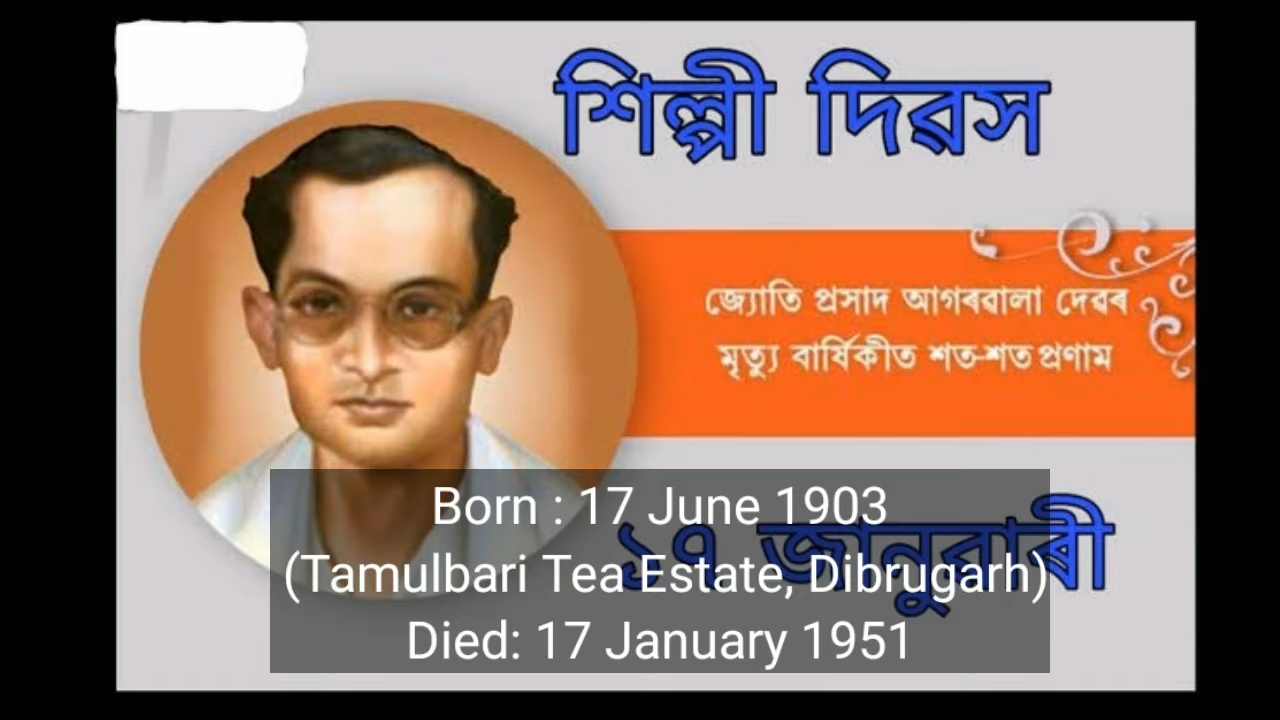 শিল্পী দিৱস
জ্যোতি প্ৰসাদ আগৰৱালা দেৱৰ
মৃত্যু বাৰ্ষিকীত শত-শত প্ৰণাম
১৭ জানুৱাৰী
Born : 17 June 1903
(Tamulbari Tea Estate, Dibrugarh)
Died: 17 January 1951